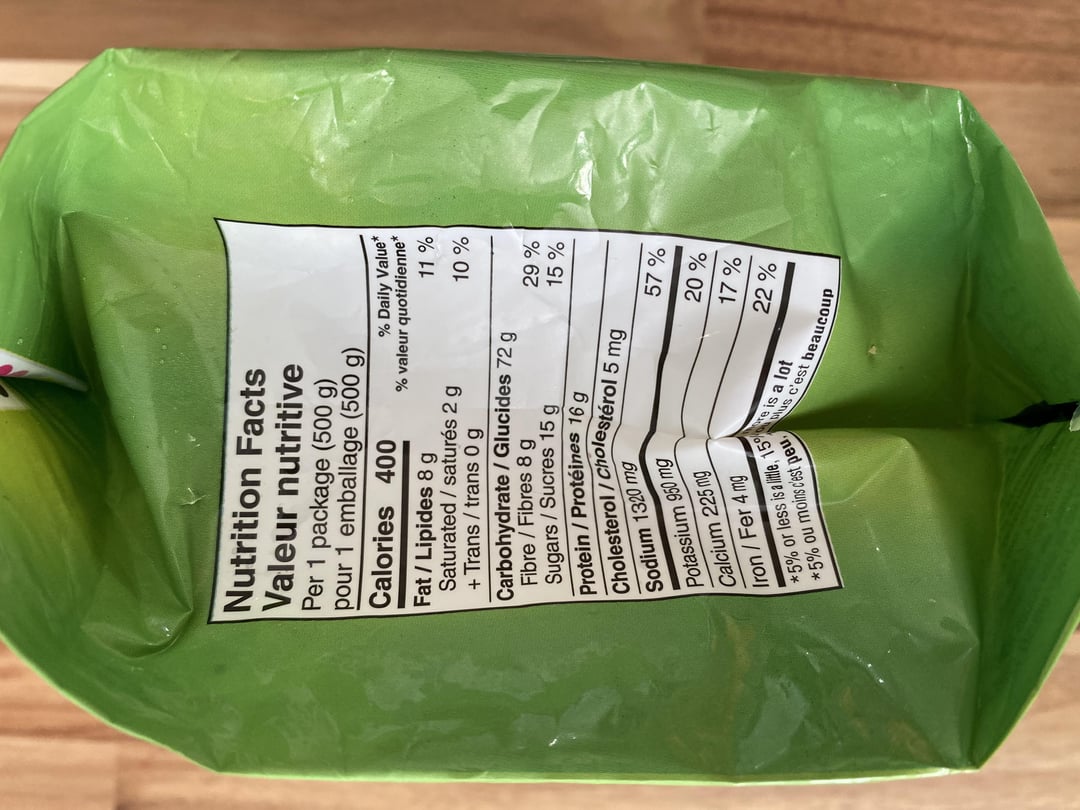 Nutrition Facts
Valeur nutritive
Per 1 package (500 g)
pour 1 emballage (500 g)
Calories 400
% Daily Value*
% valeur quotidienne*
Fat / Lipides 8 g 11 %
Saturated / saturés 2 g
+ Trans / trans 0 g 10 %
Carbohydrate / Glucides 72 g
Fibre / Fibres 8 g 29 %
Sugars / Sucres 15 g 15 %
Protein / Protéines 16 g
Cholesterol / Cholestérol 5 mg
Sodium 1320 mg 57 %
Potassium 950 mg 20 %
Calcium 225 mg 17 %
Iron / Fer 4 mg 22 %
*5% or less is a little, 15% is a lot
*5% ou moins c'est peu, plus c'est beaucoup